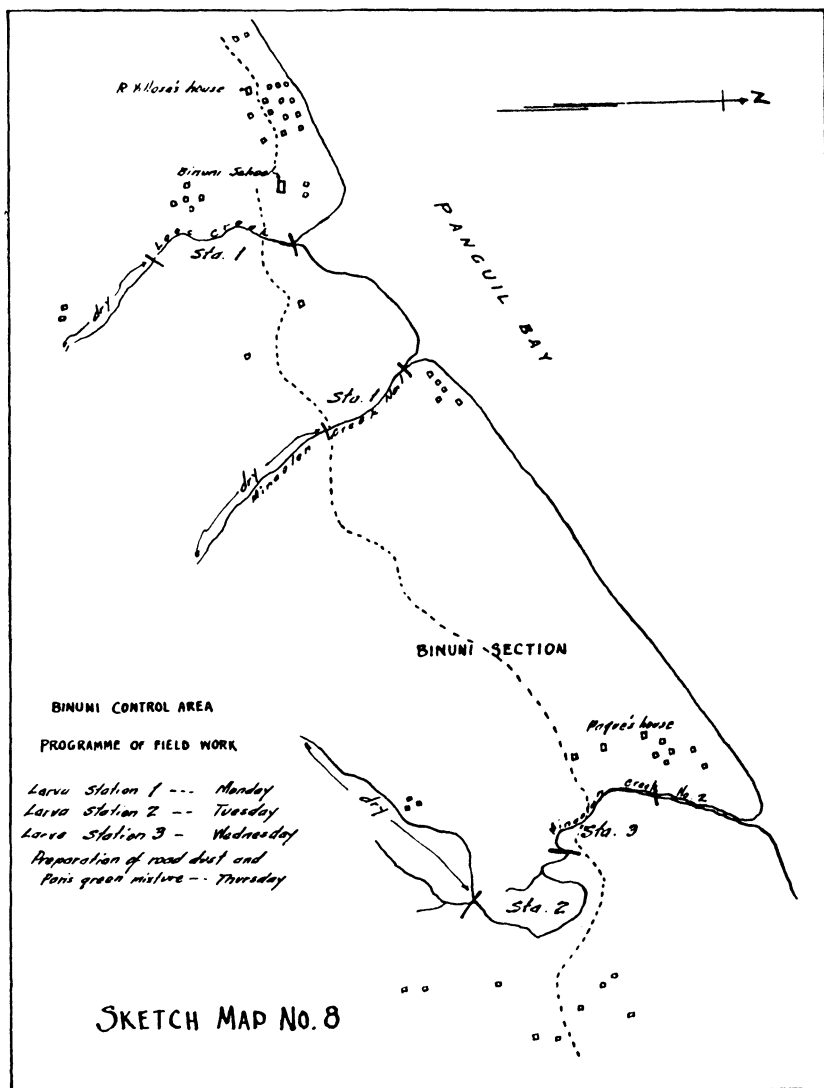 R Villosa's house
N
Binuni School
PANGUIL BAY
Looc Creek
Sta. 1
dry
Sta. 1
Mingolon Creek No 1
dry
BINUNI SECTION
BINUNI CONTROL AREA
PROGRAMME OF FIELD WORK
Larva Station 1 --- Monday
Larva Station 2 -- Tuesday
Larva Station 3 - Wednesday
Preparation of road dust and
Paris green mixture -- Thursday
Paque's house
Creek No 2
Sta. 3
dry
Sta. 2
SKETCH MAP NO. 8